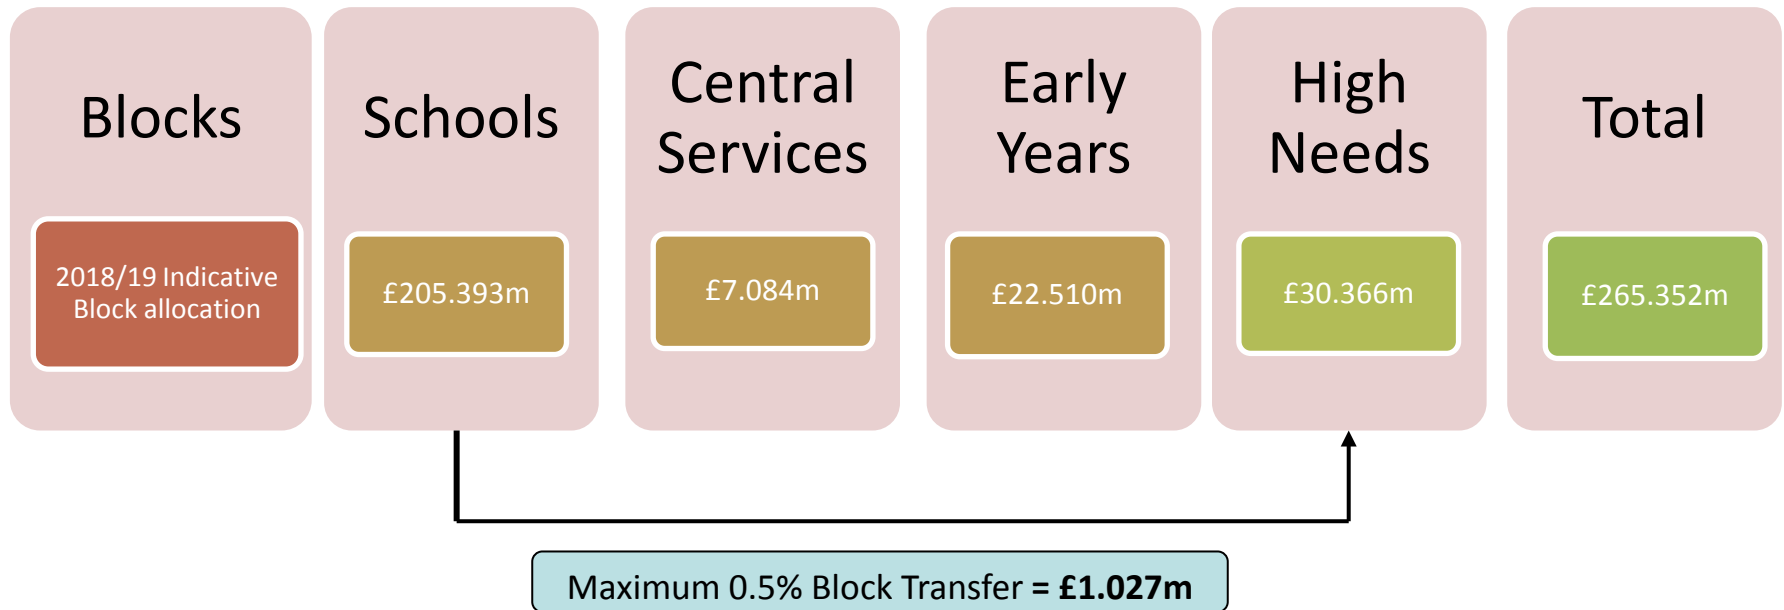 Blocks
2018/19 Indicative
Block allocation
Schools
£205.393m
Central
Services
£7.084m
Early
Years
£22.510m
High
Needs
£30.366m
Total
£265.352m
Maximum 0.5% Block Transfer = £1.027m